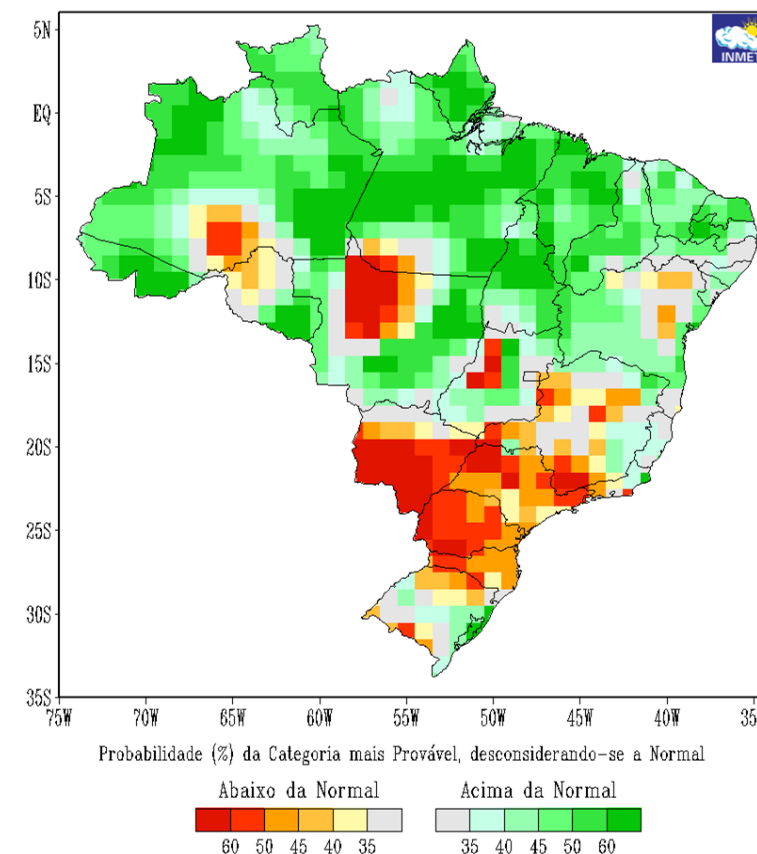 5N
INMET
EQ
5S
10S
15S
20S
25S
30S
35S
75W 70W 65W 60W 55W 50W 45W 40W 35
Probabilidade (%) da Categoria mais Provável, desconsiderando-se a Normal
Abaixo da Normal Acima da Normal
60 50 45 40 35 35 40 45 50 60